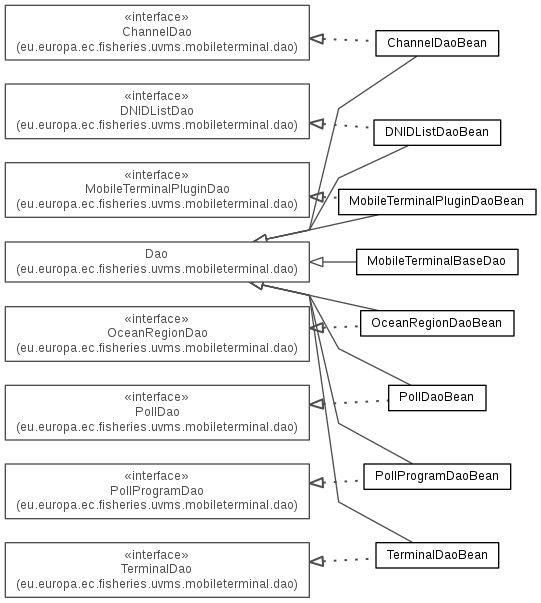 «interface»
ChannelDao
(eu.europa.ec.fisheries.uvms.mobileterminal.dao)
ChannelDaoBean
«interface»
DNIDListDao
(eu.europa.ec.fisheries.uvms.mobileterminal.dao)
DNIDListDaoBean
«interface»
MobileTerminalPluginDao
(eu.europa.ec.fisheries.uvms.mobileterminal.dao)
MobileTerminalPluginDaoBean
Dao
(eu.europa.ec.fisheries.uvms.mobileterminal.dao)
MobileTerminalBaseDao
«interface»
OceanRegionDao
(eu.europa.ec.fisheries.uvms.mobileterminal.dao)
OceanRegionDaoBean
«interface»
PollDao
(eu.europa.ec.fisheries.uvms.mobileterminal.dao)
PollDaoBean
«interface»
PollProgramDao
(eu.europa.ec.fisheries.uvms.mobileterminal.dao)
PollProgramDaoBean
«interface»
TerminalDao
(eu.europa.ec.fisheries.uvms.mobileterminal.dao)
TerminalDaoBean